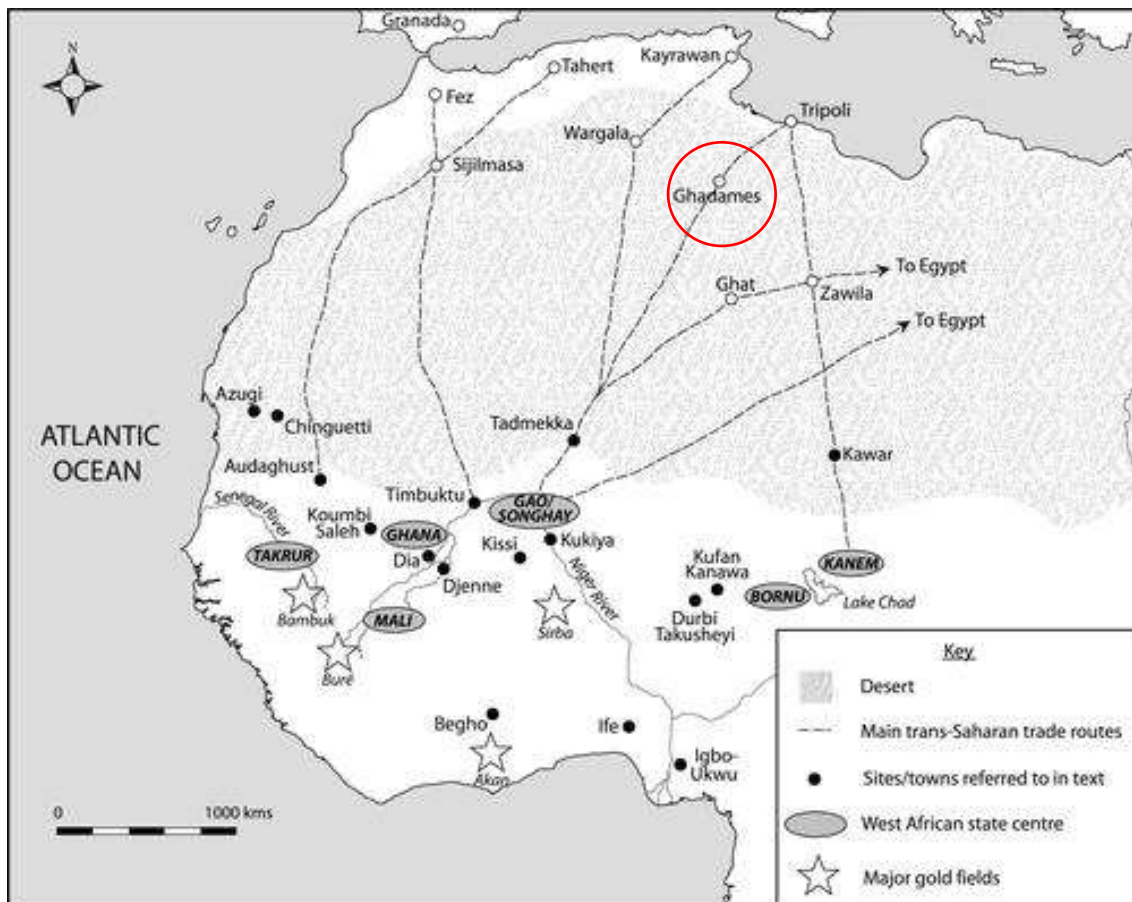 Granada
N
Tahert
Kayrawan
Fez
Tripoli
Wargala
Sijilmasa
Ghadames
To Egypt
Ghat
Zawila
To Egypt
Azugi
Chinguetti
Tadmekka
ATLANTIC
OCEAN
Audaghust
Kawar
Senegal River
Timbuktu
GAO/
SONGHAY
Koumbi
Saleh
GHANA
Kissi
Kukiya
TAKRUR
Dia
Djenne
Niger River
Kufan
Kanawa
KANEM
BORNU
Lake Chad
Durbi
Takusheyi
Bambuk
MALI
Sirba
Buré
Begho
Ife
Akan
Igbo-
Ukwu
0 1000 kms
Key
Desert
Main trans-Saharan trade routes
Sites/towns referred to in text
West African state centre
Major gold fields